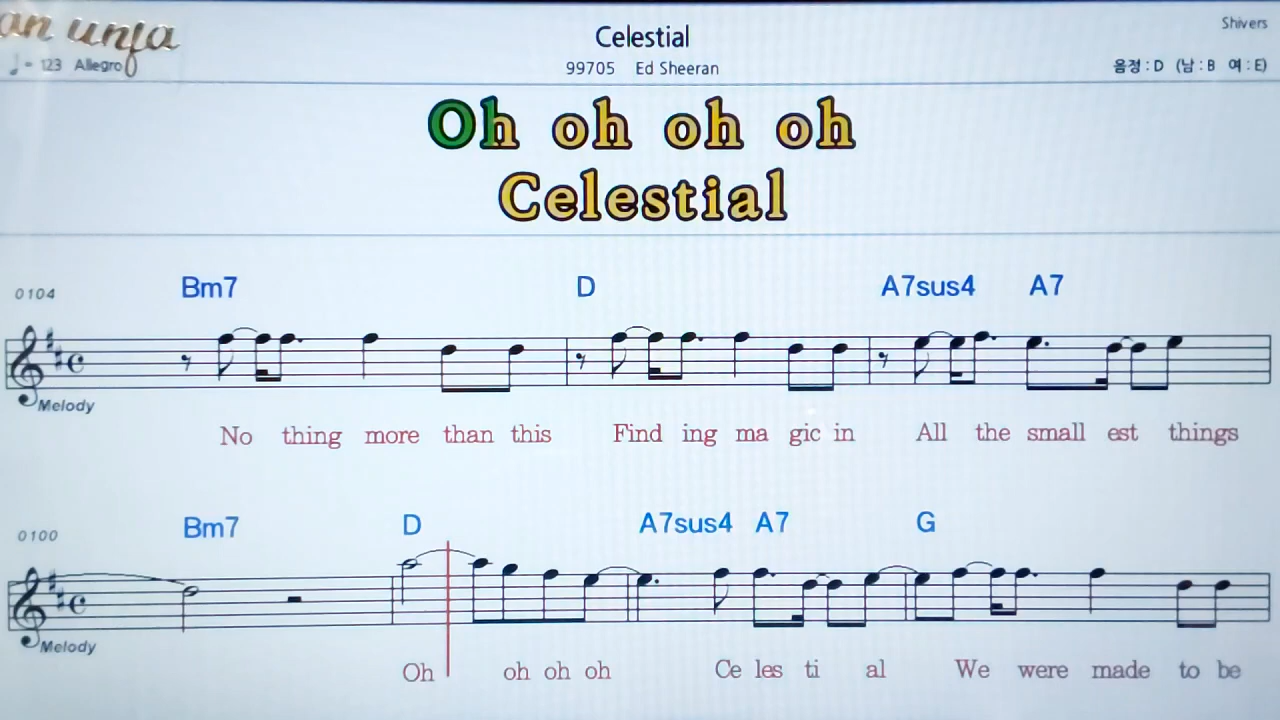 Shivers
Celestial
♩= 123 Allegro
99705 Ed Sheeran
음정 : D (남 : B 여 : E)
Oh oh oh oh
Celestial
0104
Bm7 D A7sus4 A7
Melody
No thing more than this Find ing ma gic in All the small est things
0100
Bm7 D A7sus4 A7 G
Melody
Oh oh oh oh Ce les ti al We were made to be